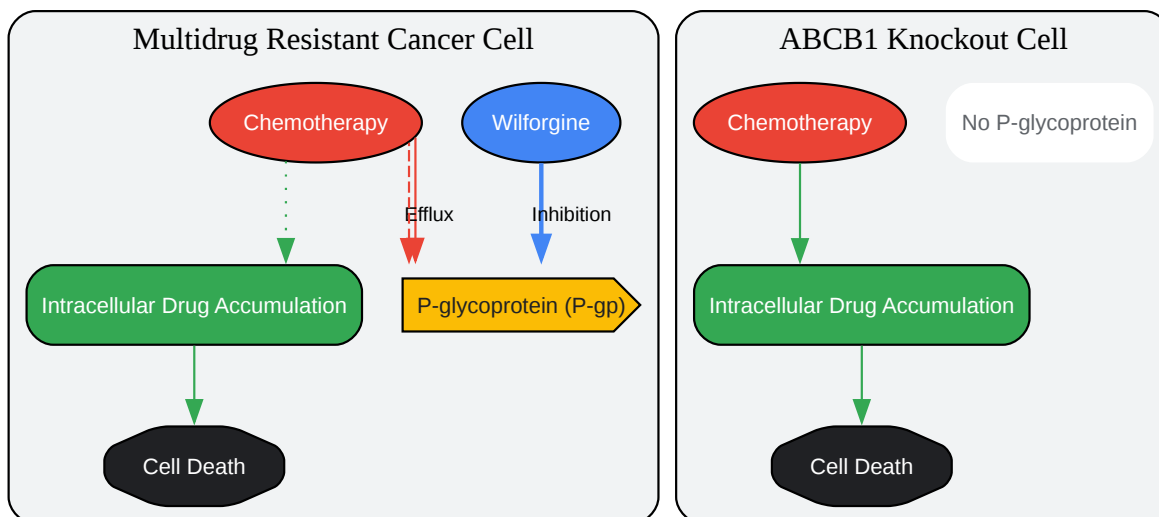 Multidrug Resistant Cancer Cell
Chemotherapy
Wilforgine
Efflux
Inhibition
Intracellular Drug Accumulation
P-glycoprotein (P-gp)
Cell Death
ABCB1 Knockout Cell
Chemotherapy
No P-glycoprotein
Intracellular Drug Accumulation
Cell Death